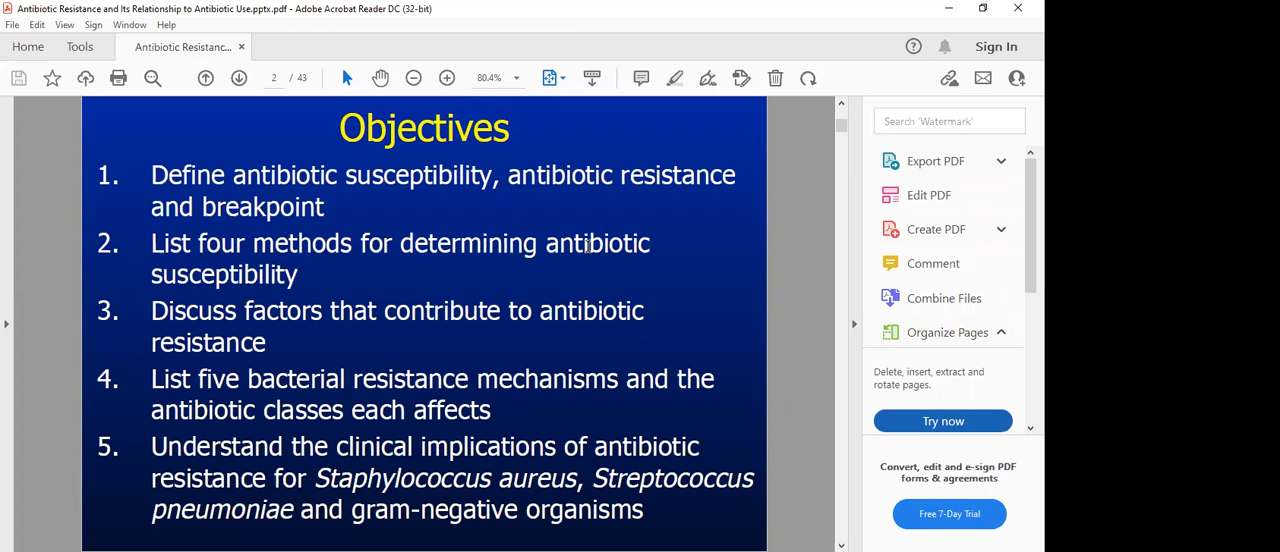 Antibiotic Resistance and Its Relationship to Antibiotic Use.pptx.pdf - Adobe Acrobat Reader DC (32-bit)
File Edit View Sign Window Help
Home Tools Antibiotic Resistanc... × Sign In
2 / 43 80.4%
Objectives
1. Define antibiotic susceptibility, antibiotic resistance
and breakpoint
2. List four methods for determining antibiotic
susceptibility
3. Discuss factors that contribute to antibiotic
resistance
4. List five bacterial resistance mechanisms and the
antibiotic classes each affects
5. Understand the clinical implications of antibiotic
resistance for Staphylococcus aureus, Streptococcus
pneumoniae and gram-negative organisms
Search 'Watermark'
Export PDF
Edit PDF
Create PDF
Comment
Combine Files
Organize Pages
Delete, insert, extract and
rotate pages.
Try now
Convert, edit and e-sign PDF
forms & agreements
Free 7-Day Trial